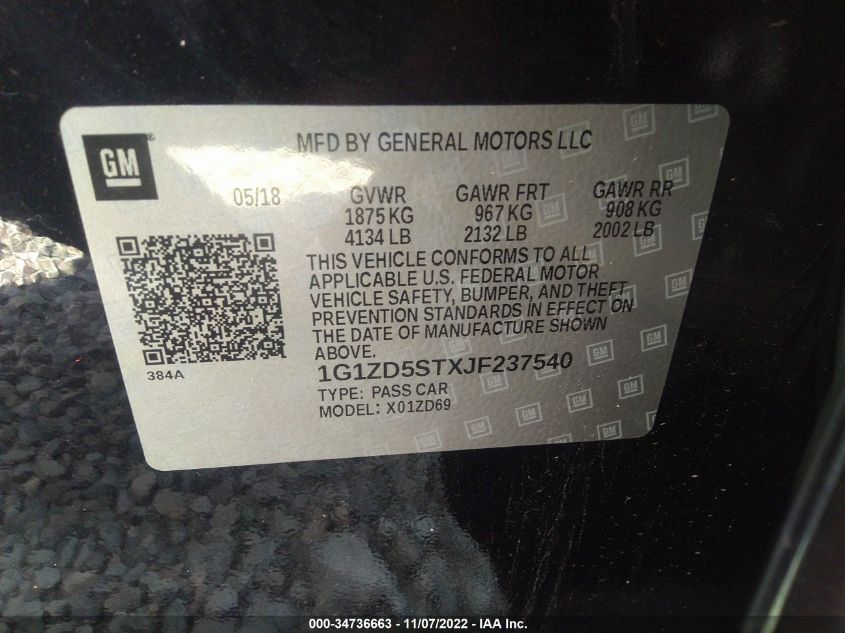 GM
MFD BY GENERAL MOTORS LLC
05/18 GVWR GAWR FRT GAWR RR
1875 KG 967 KG 908 KG
4134 LB 2132 LB 2002 LB
THIS VEHICLE CONFORMS TO ALL
APPLICABLE U.S. FEDERAL MOTOR
VEHICLE SAFETY, BUMPER, AND THEFT
PREVENTION STANDARDS IN EFFECT ON
THE DATE OF MANUFACTURE SHOWN
ABOVE.
384A
1G1ZD5STXJF237540
TYPE: PASS CAR
MODEL: X01ZD69
000-34736663 - 11/07/2022 - IAA Inc.